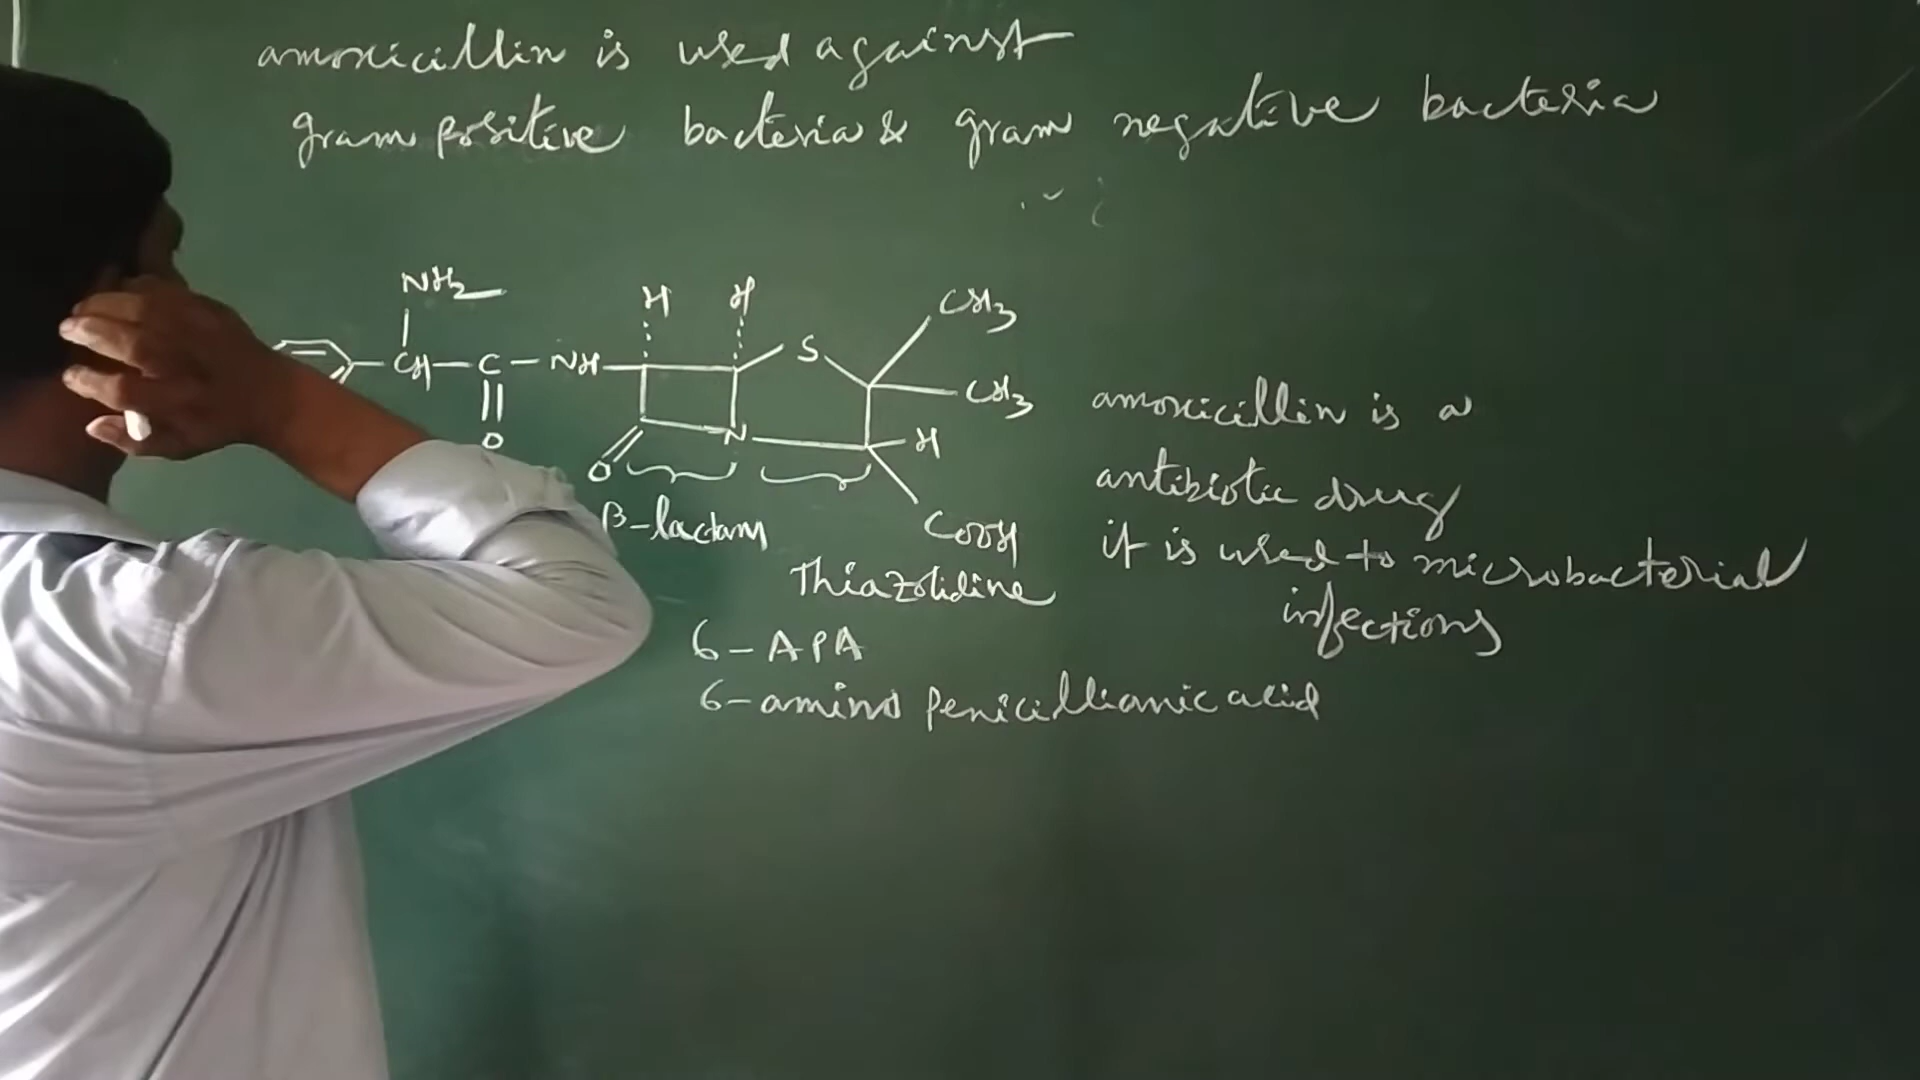 amoxicillin is used against
gram positive bacteria & gram negative bacteria
NH2
H H CH3
CH-C-NH S CH3
O N H
O COOH
β-lactam
Thiazolidine
6-APA
6-amino penicillianic acid
amoxicillin is a
antibiotic drug
it is used to microbacterial
infections